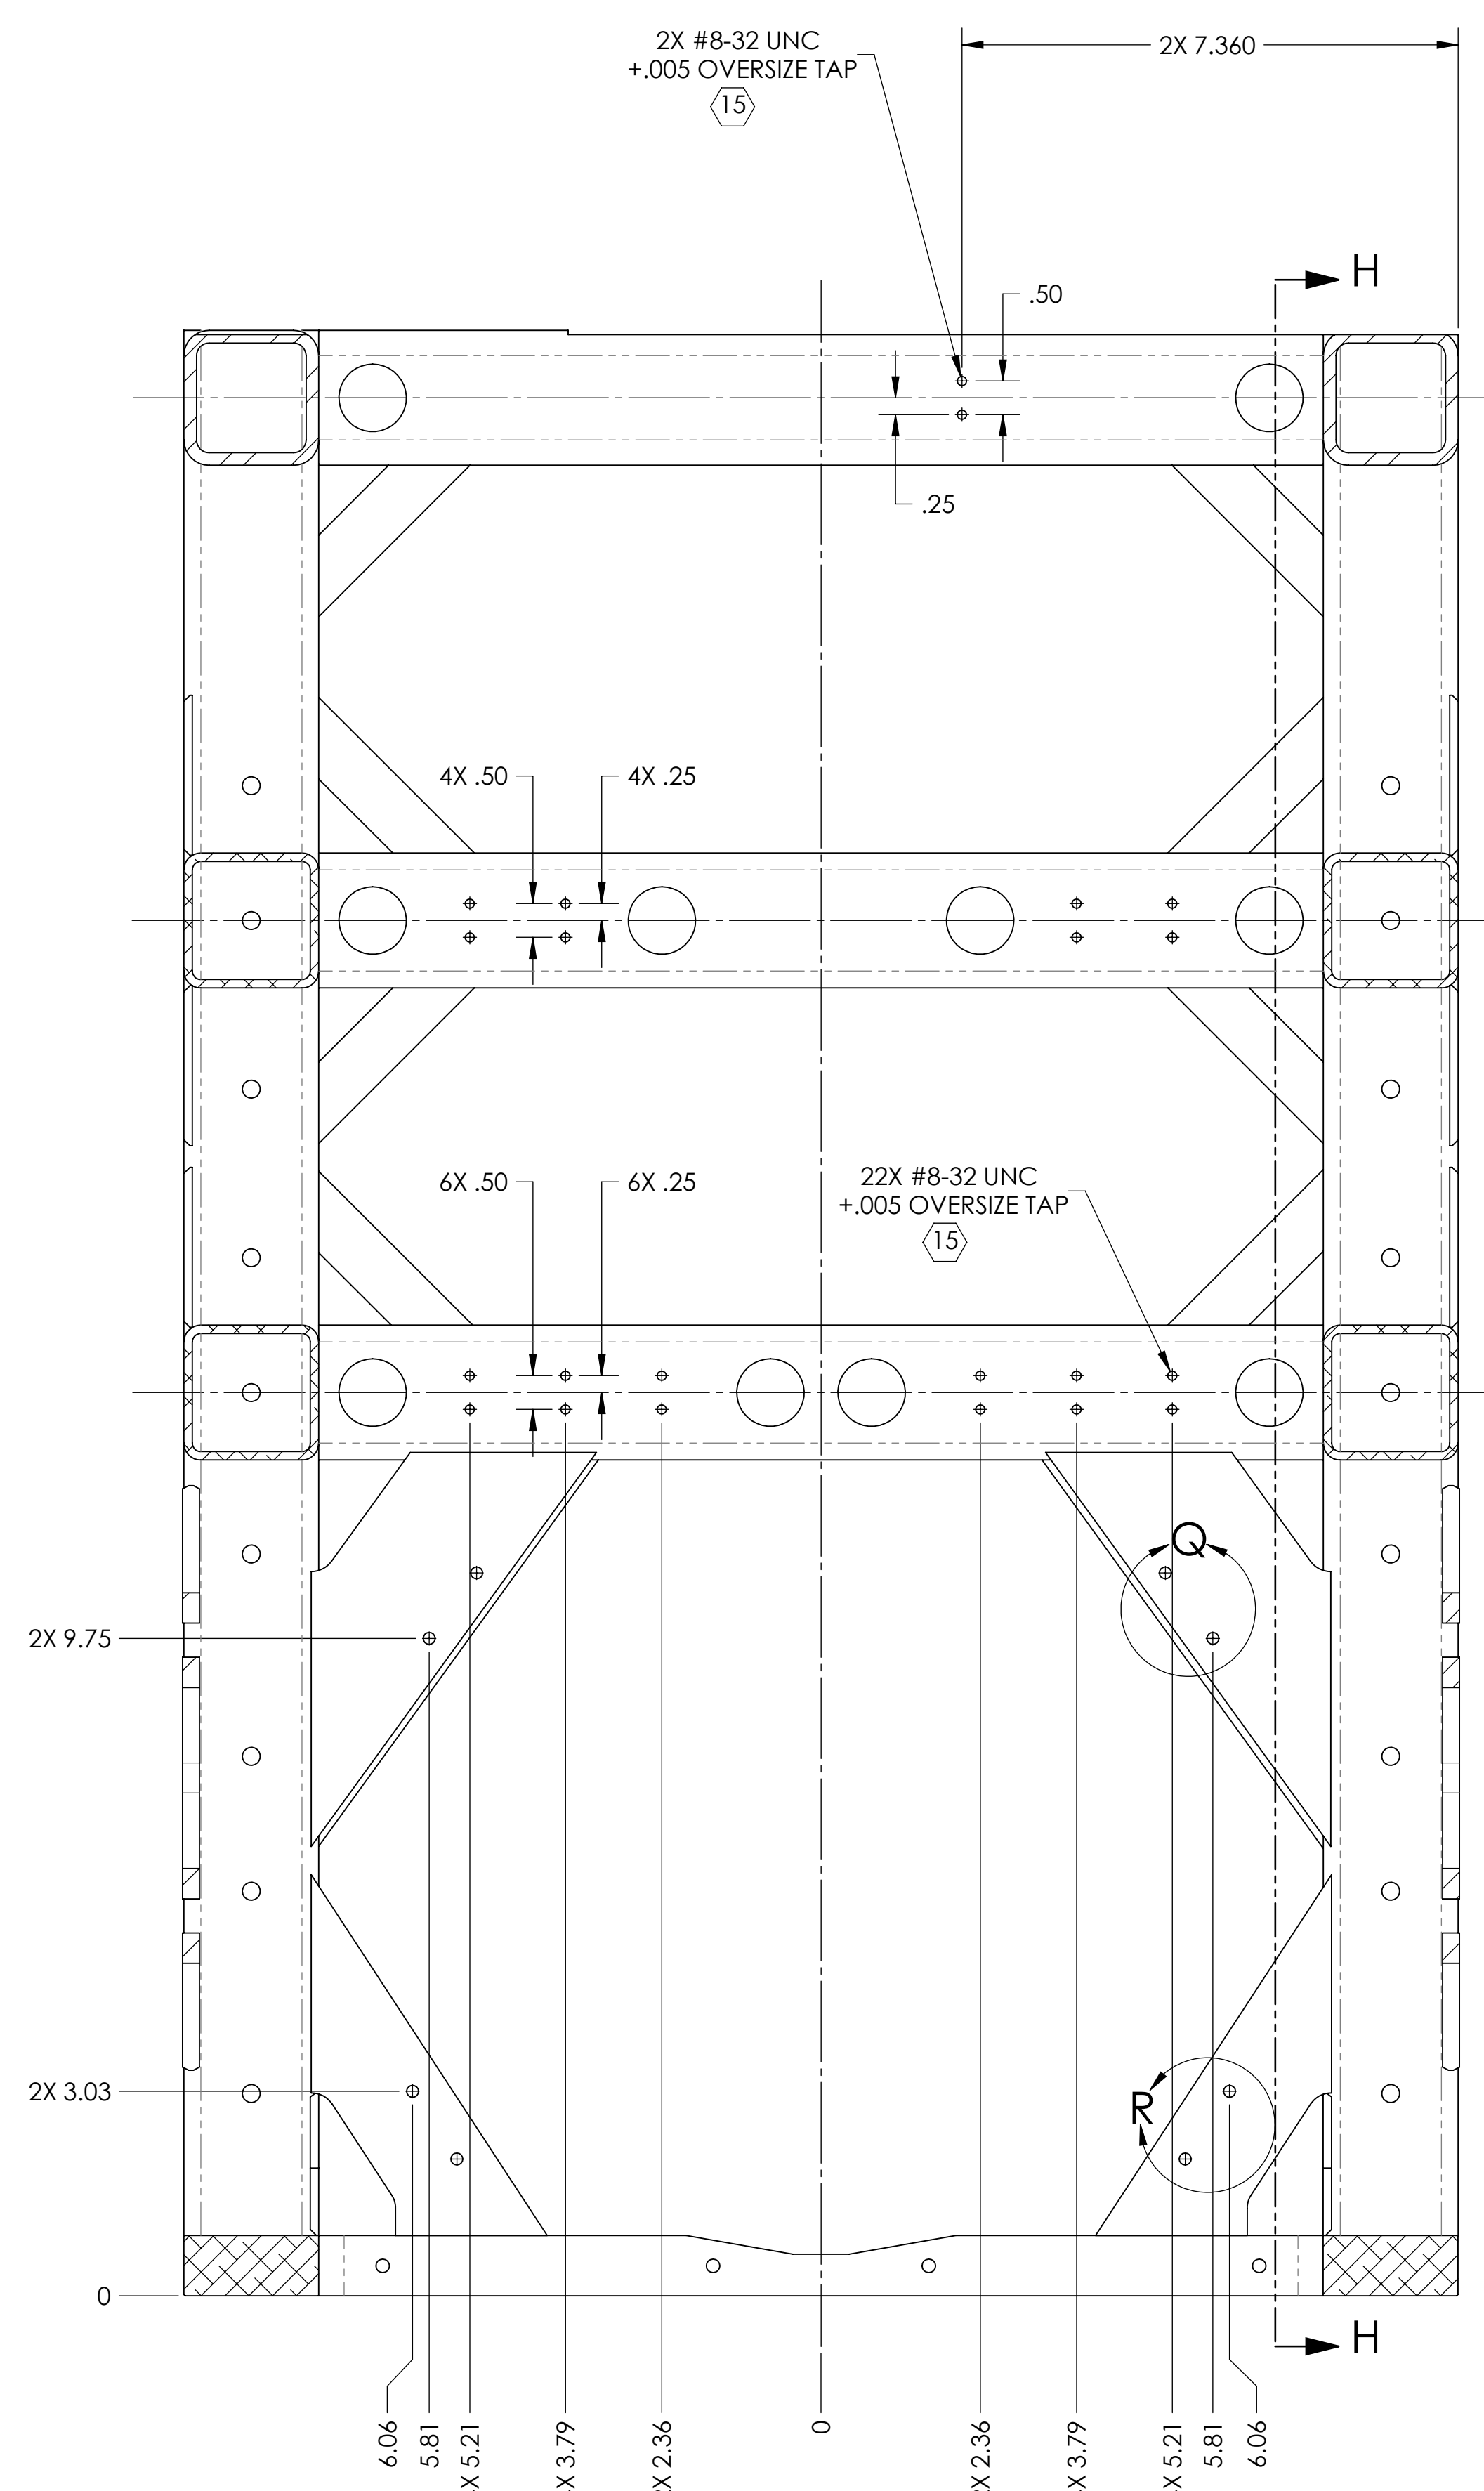 2X #8-32 UNC
+.005 OVERSIZE TAP
15
2X 7.360
H
.50
.25
4X .50
4X .25
6X .50
6X .25
22X #8-32 UNC
+.005 OVERSIZE TAP
15
Q
2X 9.75
2X 3.03
R
0
H
6.06
5.81
X 5.21
X 3.79
X 2.36
0
X 2.36
X 3.79
X 5.21
5.81
6.06